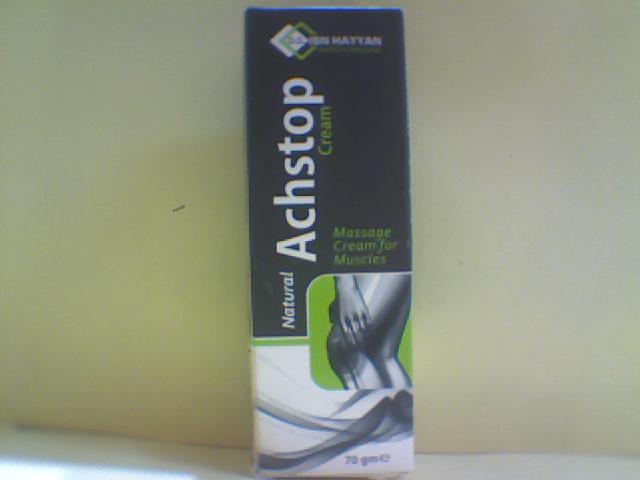 IBN HAYYAN
Natural
Achstop
Cream
Massage
Cream for
Muscles
70 gm℮